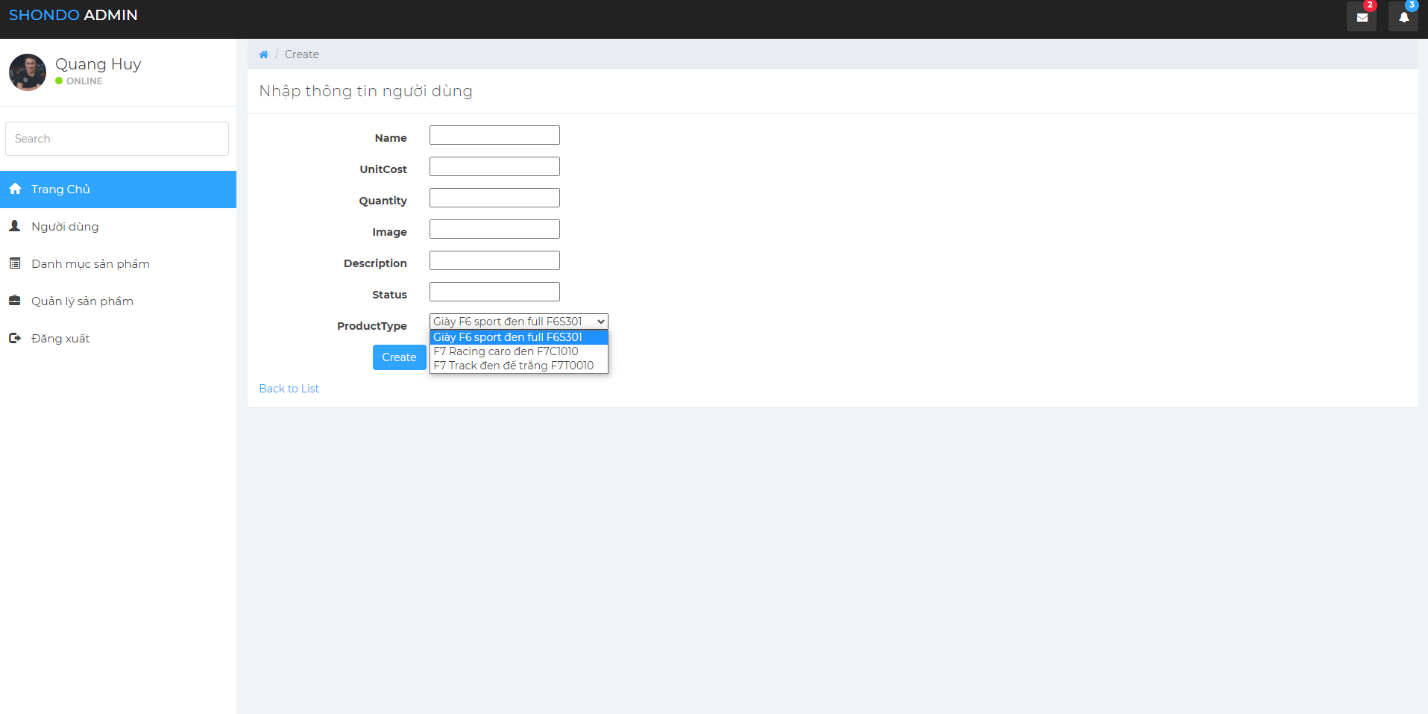 SHONDO ADMIN
2
3
Quang Huy
ONLINE
Search
Trang Chủ
Người dùng
Danh mục sản phẩm
Quản lý sản phẩm
Đăng xuất
/ Create
Nhập thông tin người dùng
Name
UnitCost
Quantity
Image
Description
Status
ProductType
Giày F6 sport đen full F6S301
Giày F6 sport đen full F6S301
F7 Racing caro đen F7C1010
F7 Track đen đế trắng F7T0010
Create
Back to List